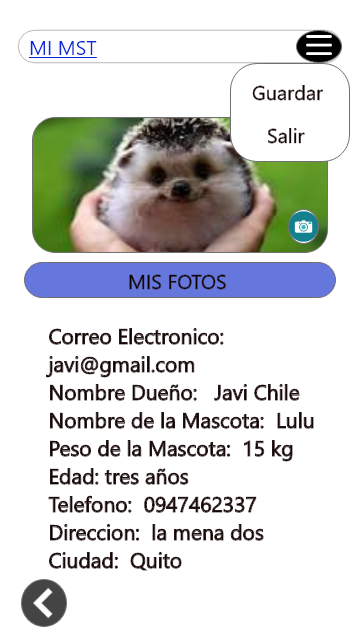 MI MST
Guardar
Salir
MIS FOTOS
Correo Electronico:
javi@gmail.com
Nombre Dueño: Javi Chile
Nombre de la Mascota: Lulu
Peso de la Mascota: 15 kg
Edad: tres años
Telefono: 0947462337
Direccion: la mena dos
Ciudad: Quito